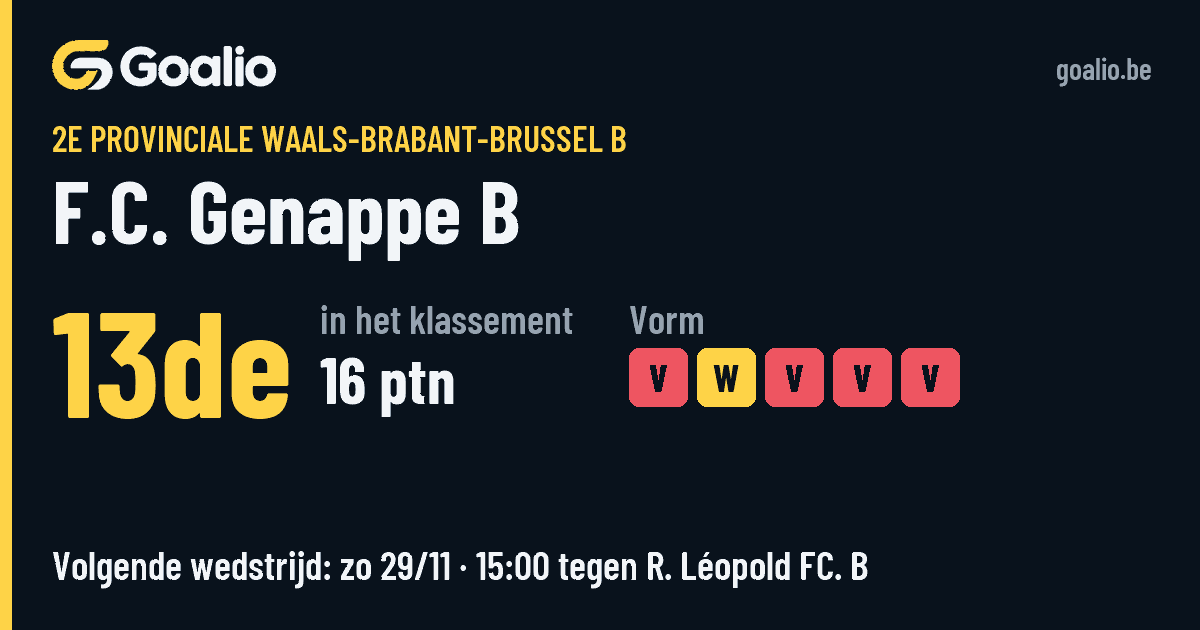 Goalio
goalio.be
2E PROVINCIALE WAALS-BRABANT-BRUSSEL B
F.C. Genappe B
13de
in het klassement
16 ptn
Vorm
V W V V V
Volgende wedstrijd: zo 29/11 · 15:00 tegen R. Léopold FC. B